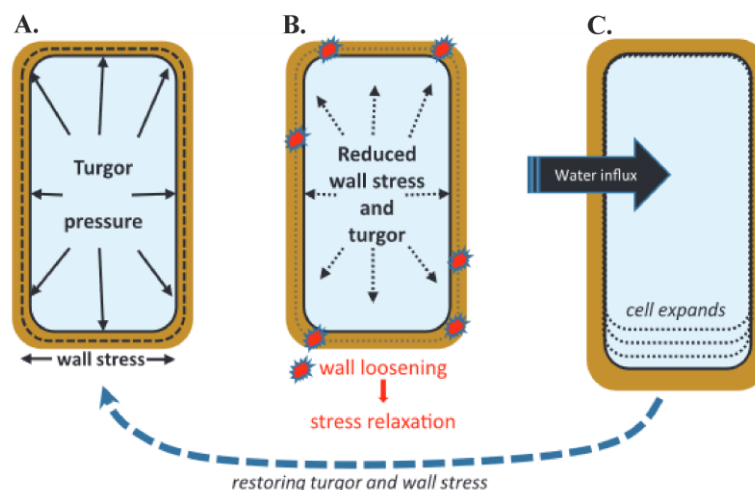 A.
Turgor
pressure
wall stress
B.
Reduced
wall stress
and
turgor
wall loosening
stress relaxation
C.
Water influx
cell expands
restoring turgor and wall stress